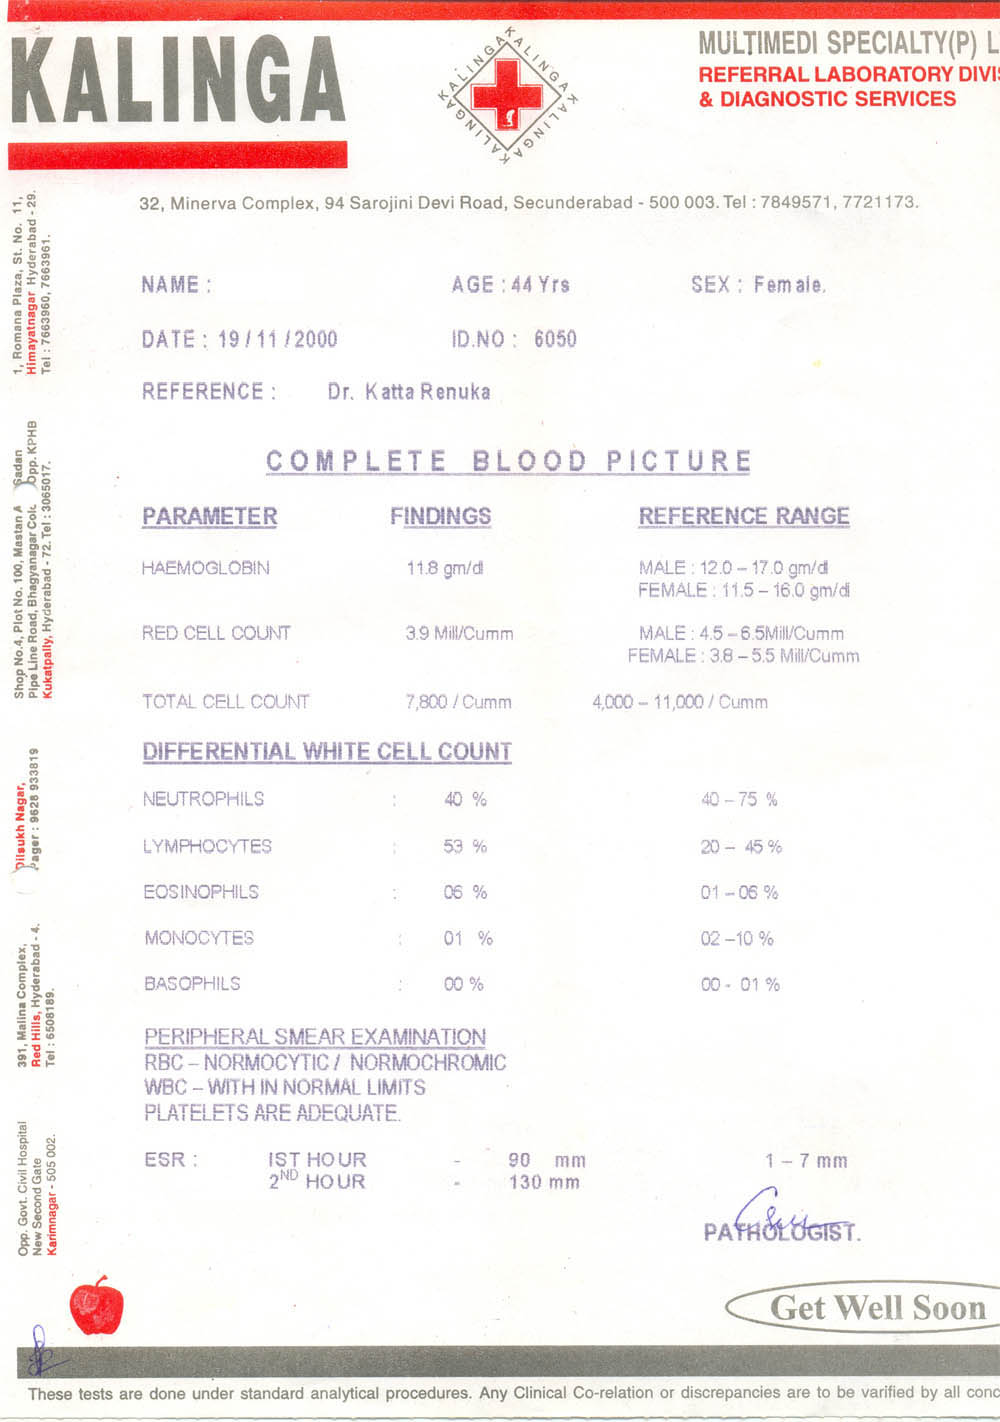 KALINGA
KALINGA KALINGA KALINGA KALINGA
MULTIMEDI SPECIALTY(P)
REFERRAL LABORATORY
& DIAGNOSTIC SERVICES
32, Minerva Complex, 94 Sarojini Devi Road, Secunderabad - 500 003. Tel : 7849571, 7721173.
1, Romana Plaza, St. No. 11,
Himayatnagar Hyderabad - 29.
Tel : 7663960, 7663961.
Shop No.4, Plot No. 100, Mastan
Pipe Line Road, Bhagyanagar Opp. KPHB
Kukatpally, Hyderabad - 72. Tel : 3065017.
Dilsukh Nagar,
Pager : 9628 933819
391, Malina Complex,
Red Hills, Hyderabad - 4.
Tel : 6508189.
Opp. Govt. Civil Hospital
New Second Gate
Karimnagar - 505 002.
NAME : AGE : 44 Yrs SEX : Female.
DATE : 19 / 11 / 2000 ID.NO : 6050
REFERENCE : Dr. Katta Renuka
COMPLETE BLOOD PICTURE
PARAMETER FINDINGS REFERENCE RANGE
HAEMOGLOBIN 11.8 gm/dl MALE : 12.0 – 17.0 gm/dl
FEMALE : 11.5 – 16.0 gm/dl
RED CELL COUNT 3.9 Mill/Cumm MALE : 4.5 – 6.5Mill/Cumm
FEMALE : 3.8 – 5.5 Mill/Cumm
TOTAL CELL COUNT 7,800 / Cumm 4,000 – 11,000 / Cumm
DIFFERENTIAL WHITE CELL COUNT
NEUTROPHILS : 40 % 40 – 75 %
LYMPHOCYTES : 53 % 20 – 45 %
EOSINOPHILS : 06 % 01 – 06 %
MONOCYTES : 01 % 02 –10 %
BASOPHILS : 00 % 00 - 01 %
PERIPHERAL SMEAR EXAMINATION
RBC – NORMOCYTIC / NORMOCHROMIC
WBC – WITH IN NORMAL LIMITS
PLATELETS ARE ADEQUATE.
ESR : IST HOUR - 90 mm 1 – 7 mm
2ND HOUR - 130 mm
PATHOLOGIST.
Get Well Soon
These tests are done under standard analytical procedures. Any Clinical Co-relation or discrepancies are to be varified by all